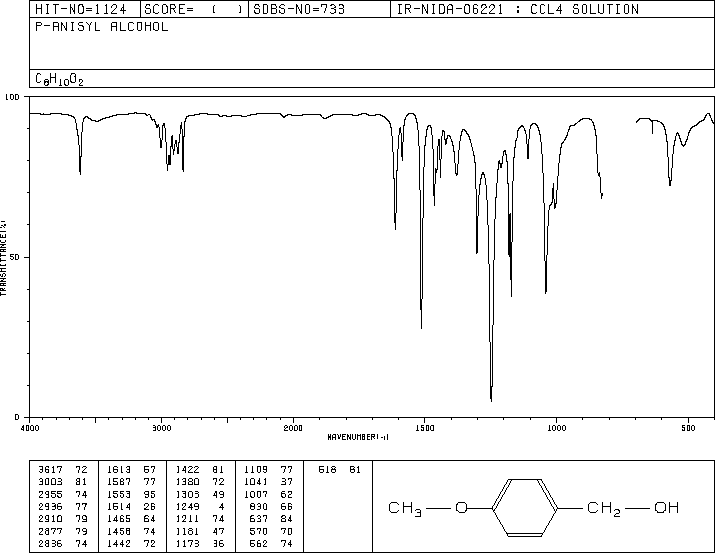 HIT-NO=1124 SCORE= ( ) SDBS-NO=733 IR-NIDA-06221 : CCL4 SOLUTION
P-ANISYL ALCOHOL
C8H10O2
100
50
0
TRANSMITTANCE(%)
4000 3000 2000 1500 1000 500
WAVENUMBER(-1)
3617 72 1613 57 1422 81 1109 77 518 81
3003 81 1587 77 1380 72 1041 37
2955 74 1553 95 1303 49 1007 62
2936 77 1514 26 1249 4 830 66
2910 79 1465 64 1211 74 637 84
2877 79 1458 74 1181 47 570 70
2836 74 1442 72 1173 36 562 74
CH3 O CH2 OH